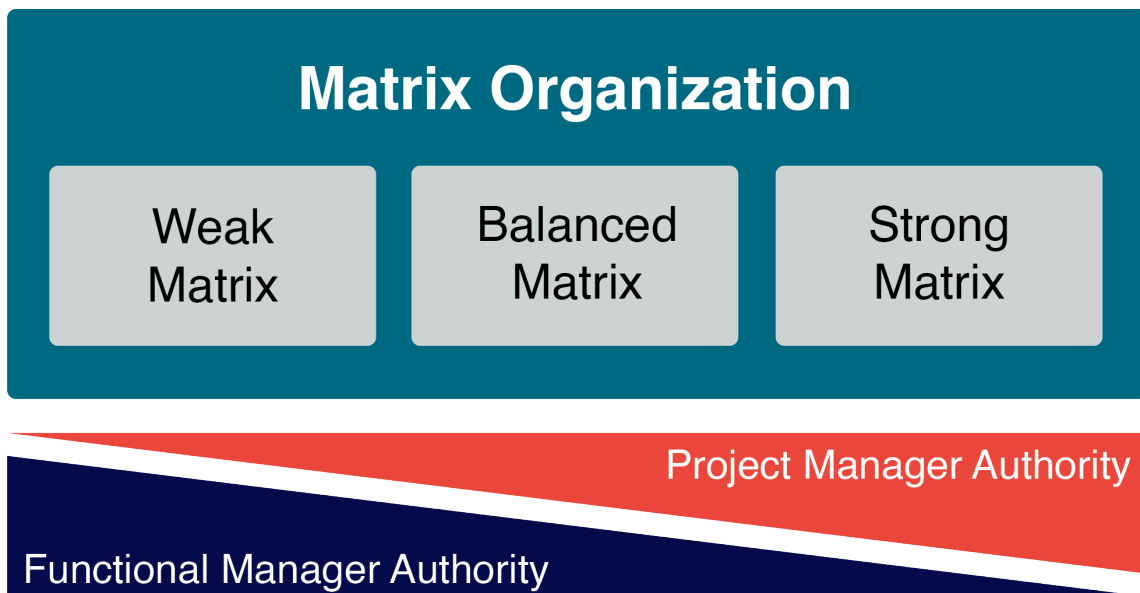 Matrix Organization
Weak
Matrix
Balanced
Matrix
Strong
Matrix
Project Manager Authority
Functional Manager Authority